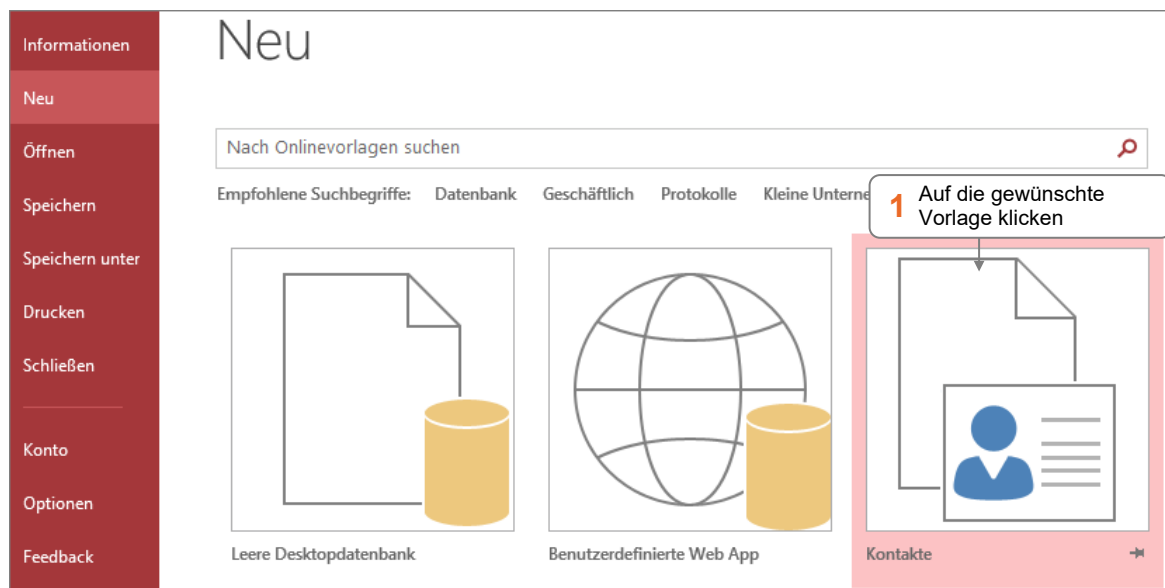 Informationen
Neu
Öffnen
Speichern
Speichern unter
Drucken
Schließen
Konto
Optionen
Feedback
Neu
Nach Onlinevorlagen suchen
Empfohlene Suchbegriffe: Datenbank Geschäftlich Protokolle Kleine
1 Auf die gewünschte
Vorlage klicken
Leere Desktopdatenbank
Benutzerdefinierte Web App
Kontakte